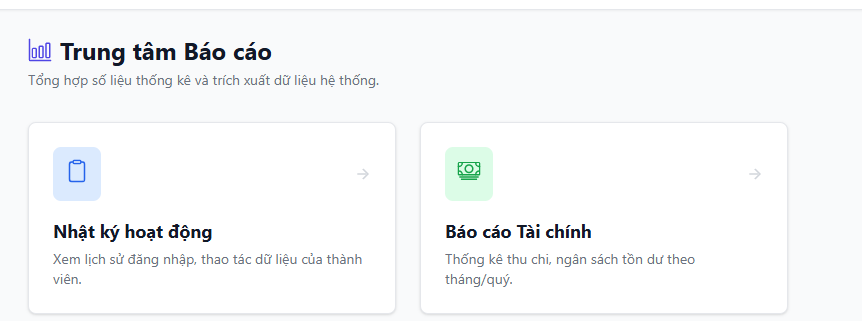 Trung tâm Báo cáo
Tổng hợp số liệu thống kê và trích xuất dữ liệu hệ thống.
Nhật ký hoạt động
Xem lịch sử đăng nhập, thao tác dữ liệu của thành
viên.
Báo cáo Tài chính
Thống kê thu chi, ngân sách tồn dư theo
tháng/quý.